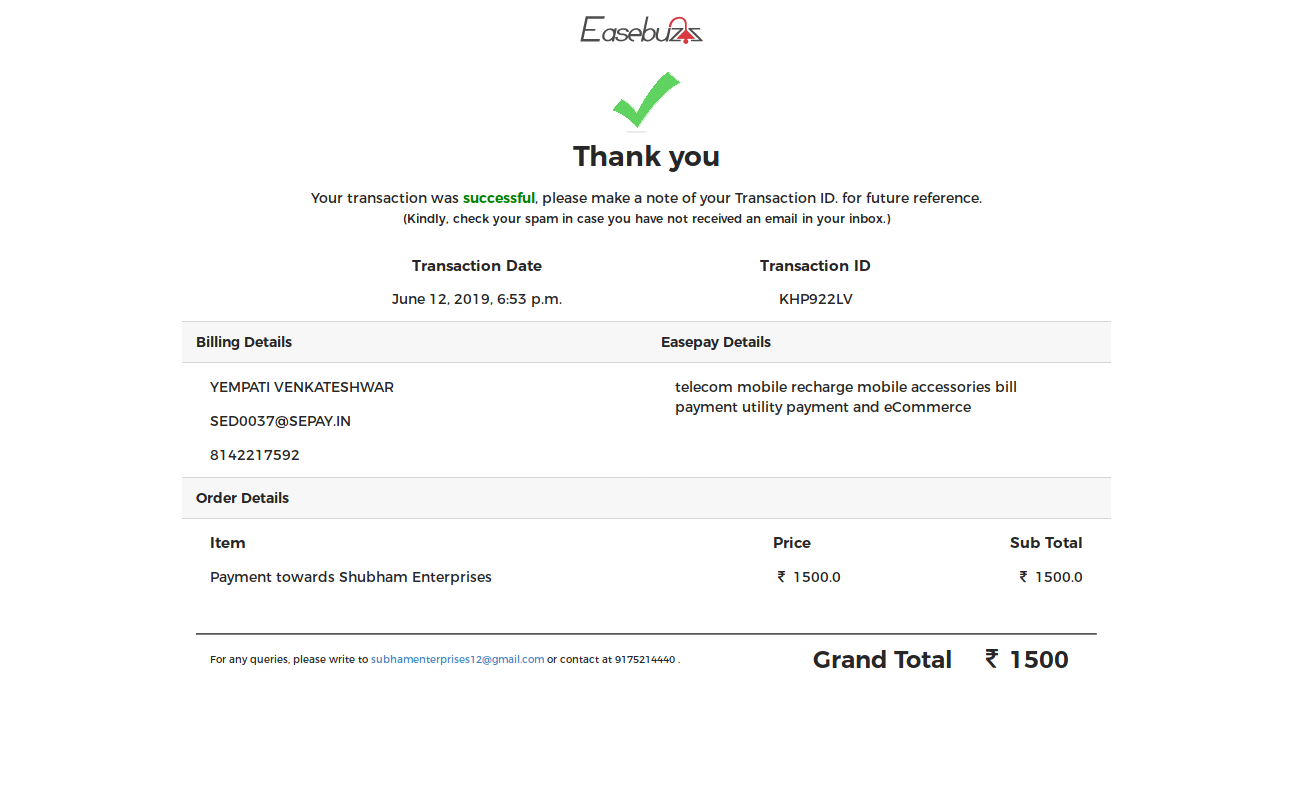 Easebuzz
Thank you
Your transaction was successful, please make a note of your Transaction ID. for future reference.
(Kindly, check your spam in case you have not received an email in your inbox.)
Transaction Date Transaction ID
June 12, 2019, 6:53 p.m. KHP922LV
Billing Details Easepay Details
YEMPATI VENKATESHWAR telecom mobile recharge mobile accessories bill
payment utility payment and eCommerce
SED0037@SEPAY.IN
8142217592
Order Details
Item Price Sub Total
Payment towards Shubham Enterprises ₹ 1500.0 ₹ 1500.0
For any queries, please write to subhamenterprises12@gmail.com or contact at 9175214440 . Grand Total ₹ 1500